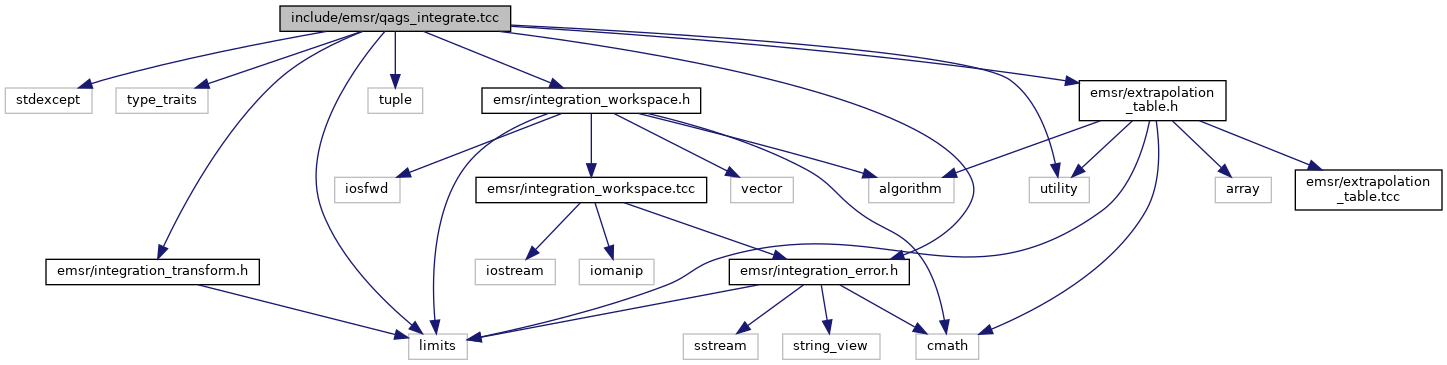 include/emsr/qags_integrate.tcc
stdexcept
type_traits
tuple
emsr/integration_workspace.h
emsr/extrapolation
_table.h
iosfwd
emsr/integration_workspace.tcc
vector
algorithm
utility
array
emsr/extrapolation
_table.tcc
emsr/integration_transform.h
iostream
iomanip
emsr/integration_error.h
limits
sstream
string_view
cmath